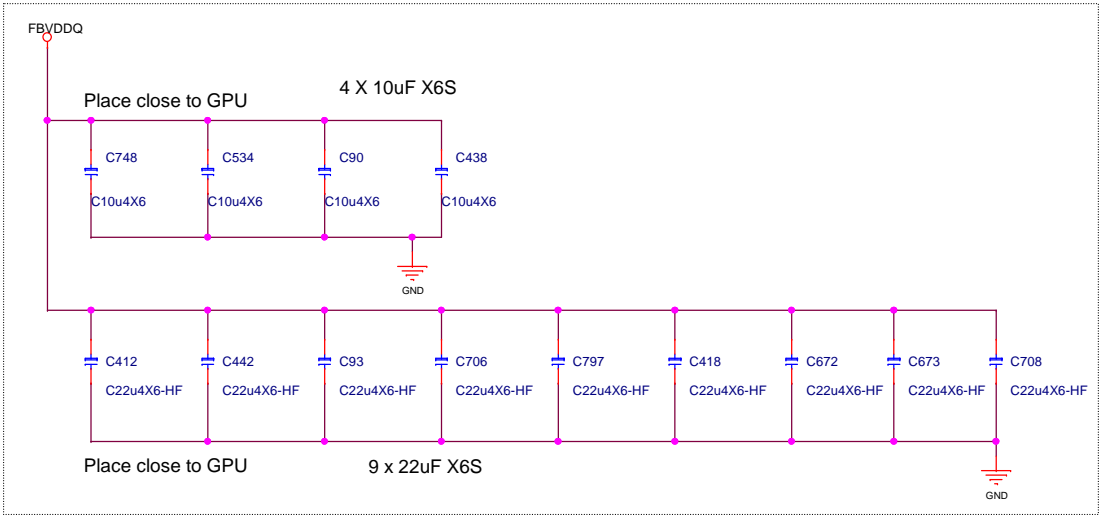 FBVDDQ
4 X 10uF X6S
Place close to GPU
C748
C534
C90
C438
C10u4X6
C10u4X6
C10u4X6
C10u4X6
GND
C412
C442
C93
C706
C797
C418
C672
C673
C708
C22u4X6-HF
C22u4X6-HF
C22u4X6-HF
C22u4X6-HF
C22u4X6-HF
C22u4X6-HF
C22u4X6-HF
C22u4X6-HF
C22u4X6-HF
Place close to GPU
9 x 22uF X6S
GND